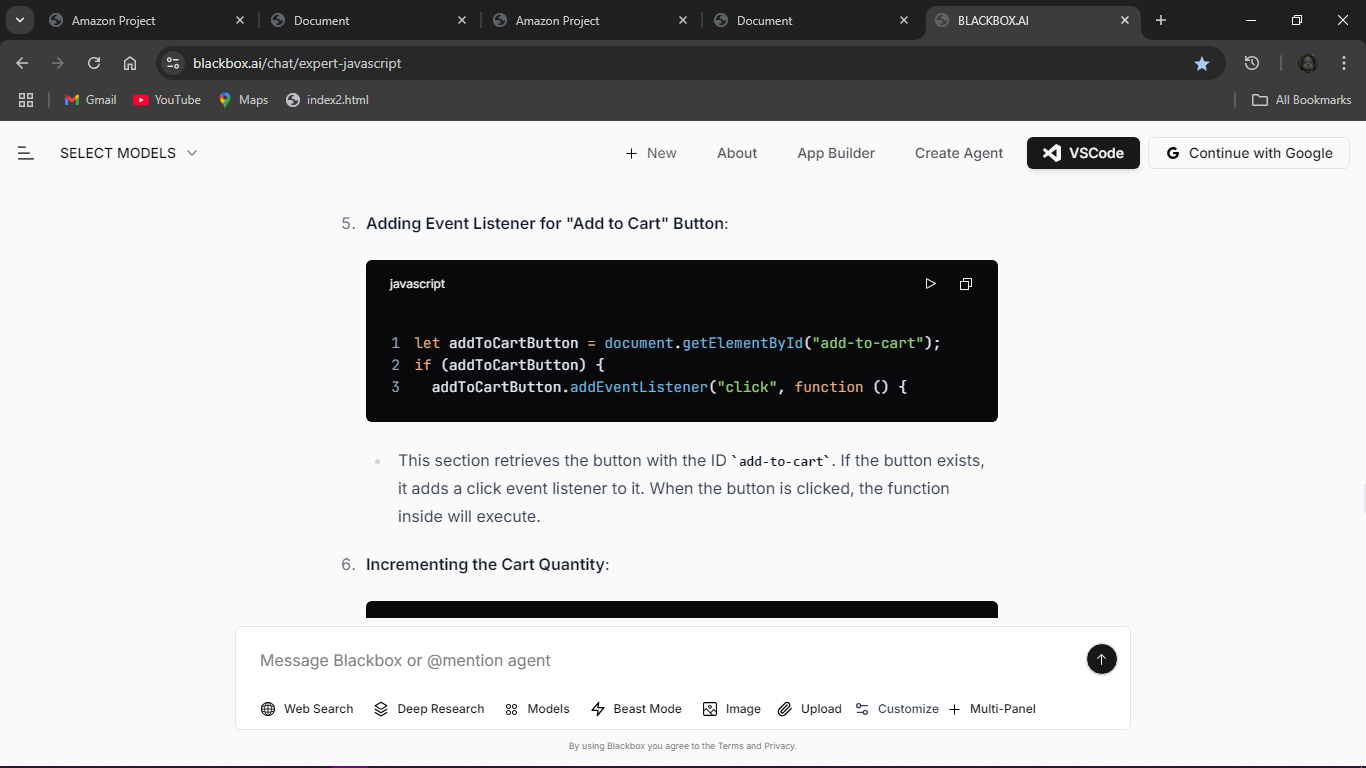 Amazon Project
Document
Amazon Project
Document
BLACKBOX.AI
blackbox.ai/chat/expert-javascript
Gmail
YouTube
Maps
index2.html
All Bookmarks
SELECT MODELS
New
About
App Builder
Create Agent
VSCode
G Continue with Google
5. Adding Event Listener for "Add to Cart" Button:
javascript
1 let addToCartButton = document.getElementById("add-to-cart");
2 if (addToCartButton) {
3 addToCartButton.addEventListener("click", function () {
• This section retrieves the button with the ID `add-to-cart`. If the button exists,
it adds a click event listener to it. When the button is clicked, the function
inside will execute.
6. Incrementing the Cart Quantity:
Message Blackbox or @mention agent
Web Search
Deep Research
Models
Beast Mode
Image
Upload
Customize
Multi-Panel
By using Blackbox you agree to the Terms and Privacy.